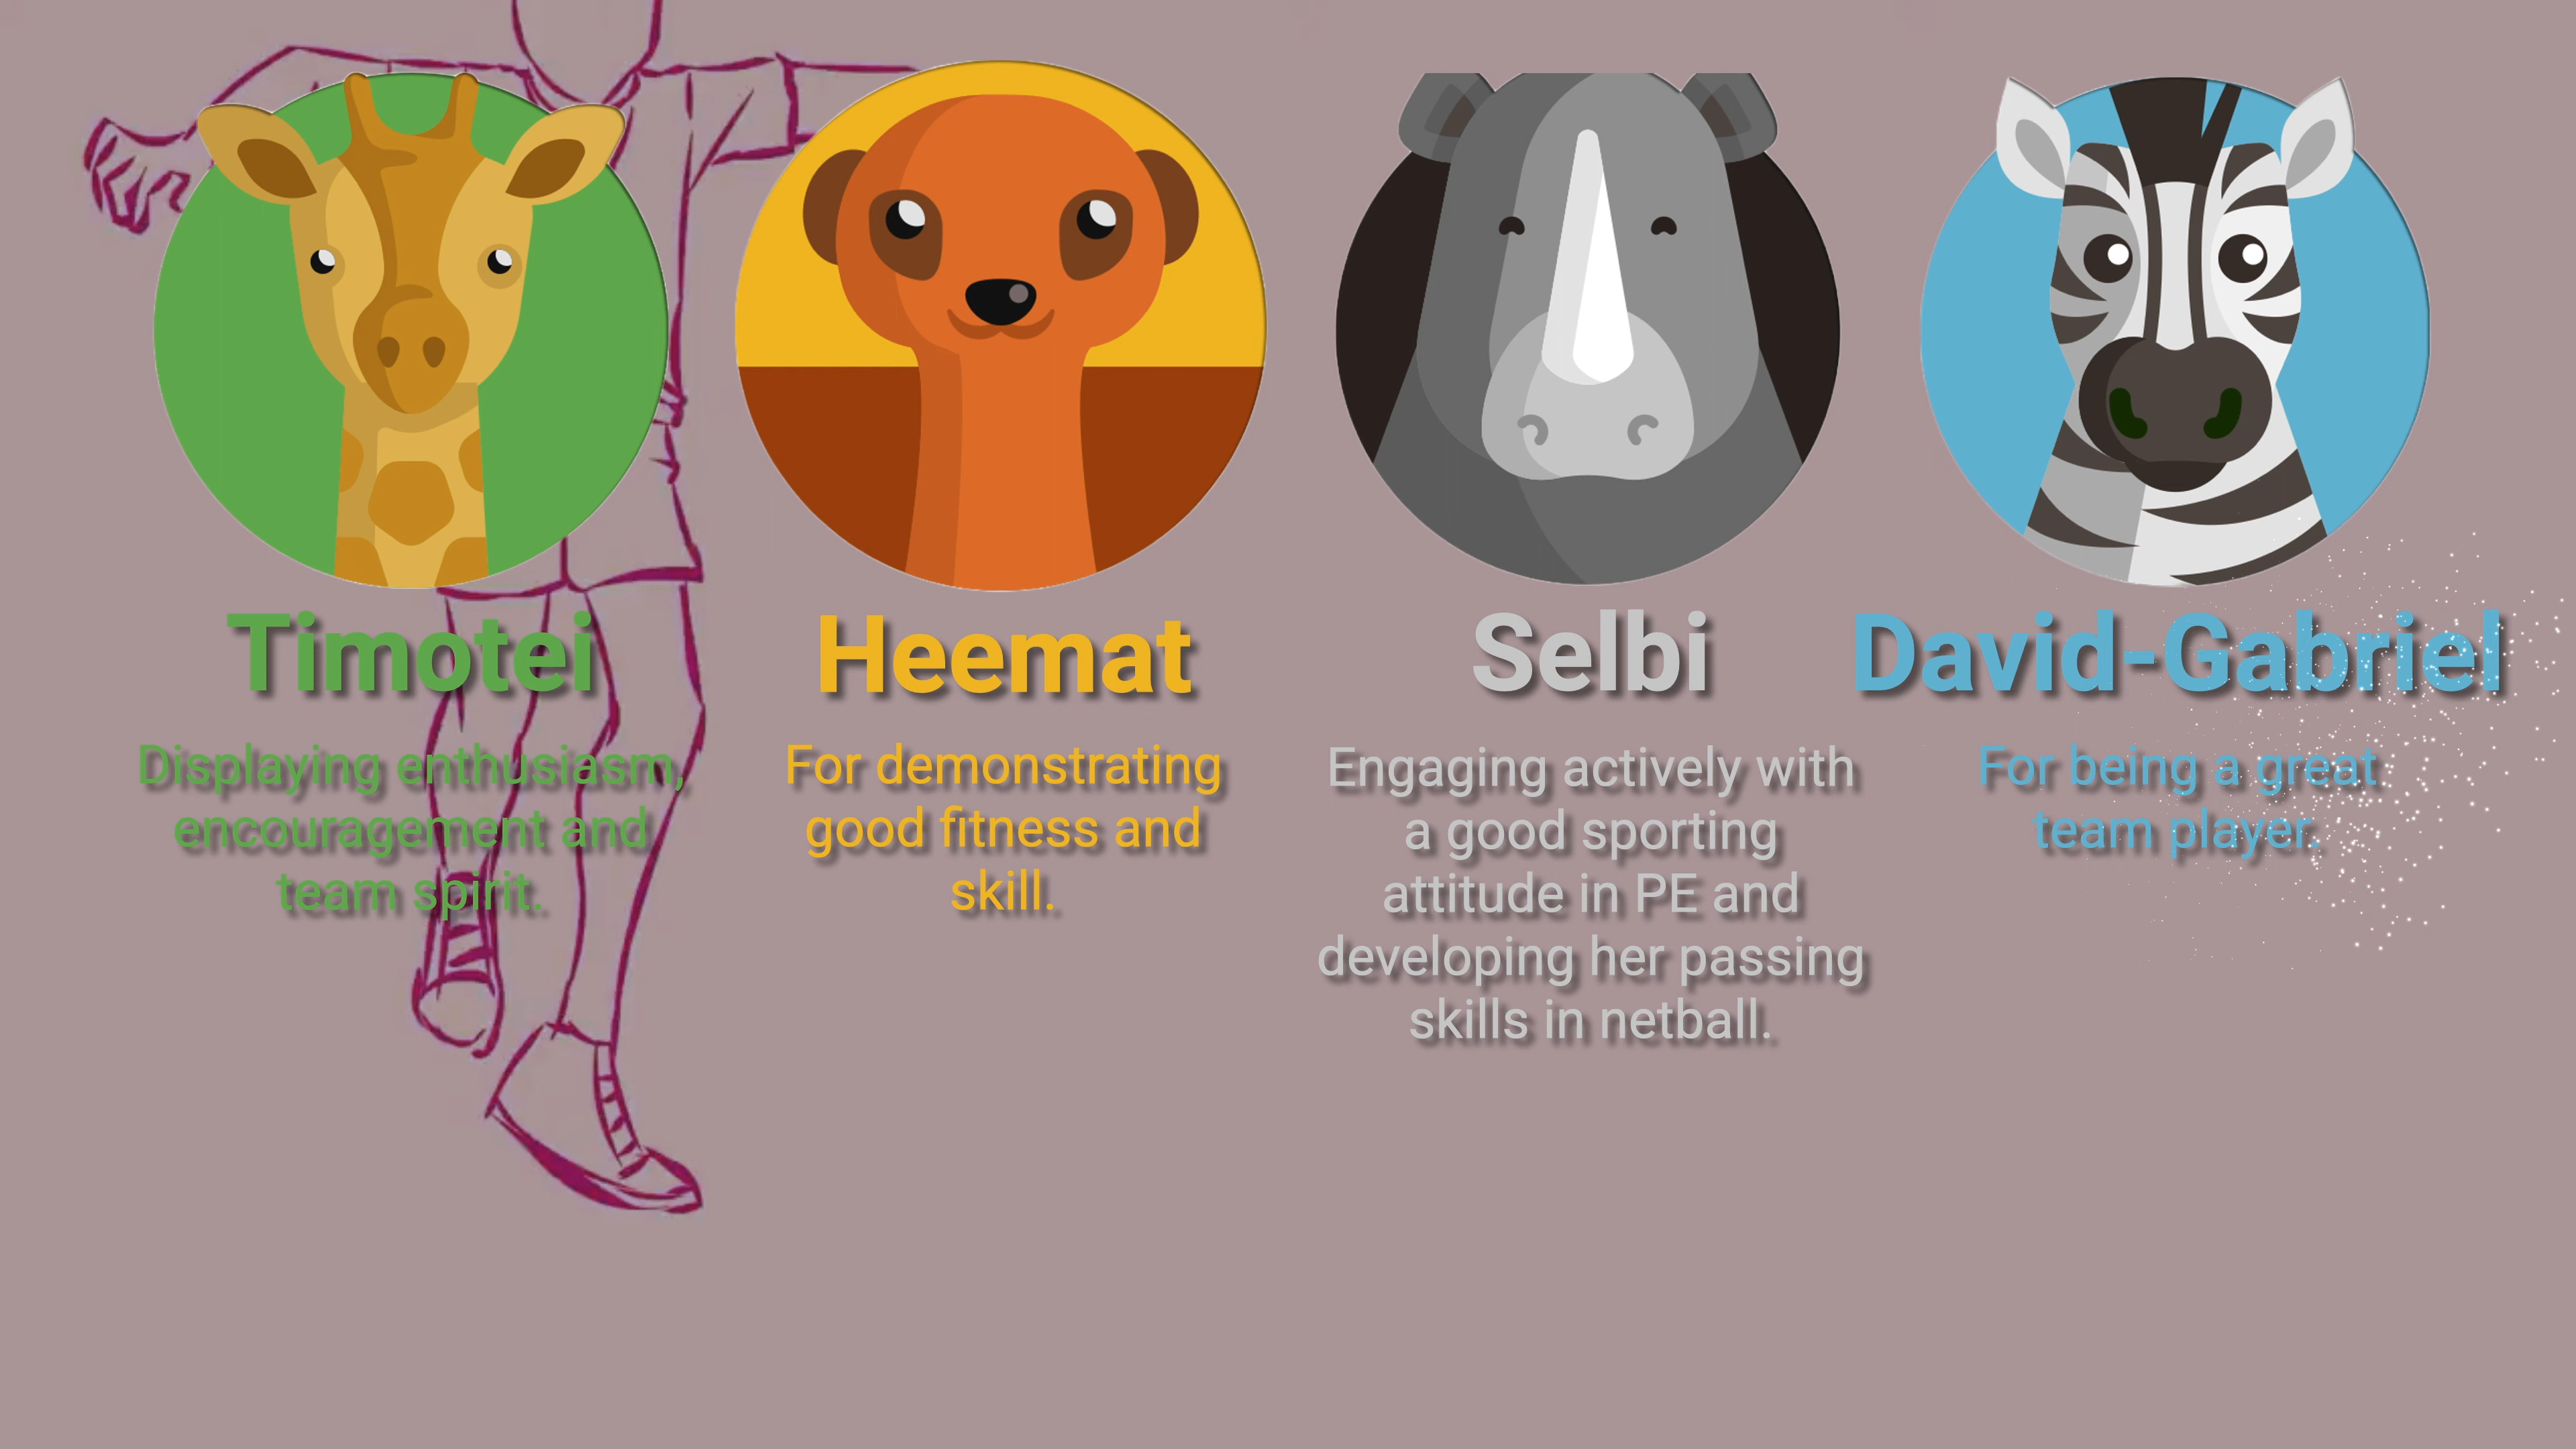 Timotei
Displaying enthusiasm,
encouragement and
team spirit.
Heemat
For demonstrating
good fitness and
skill.
Selbi
Engaging actively with
a good sporting
attitude in PE and
developing her passing
skills in netball.
David-Gabriel
For being a great
team player.